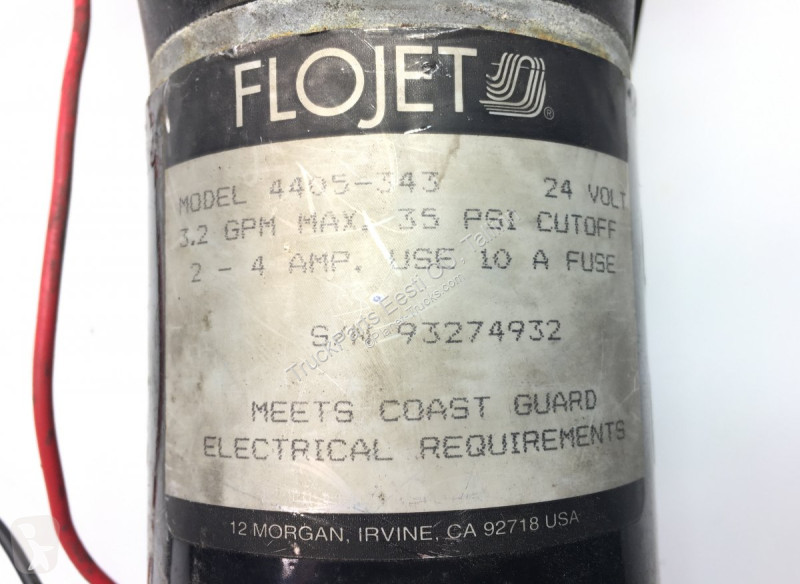 FLOJET ®
MODEL 4405-343 24 VOLT
3.2 GPM MAX. 35 PSI CUTOFF
2 - 4 AMP. USE 10 A FUSE
S/N 93274932
MEETS COAST GUARD
ELECTRICAL REQUIREMENTS
12 MORGAN, IRVINE, CA 92718 USA